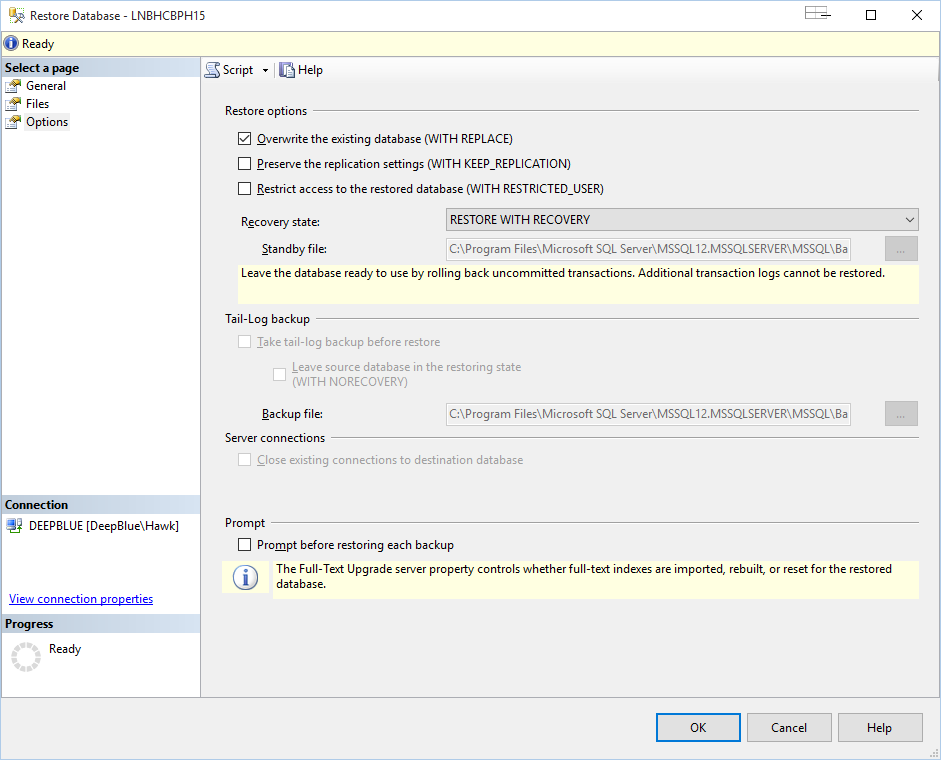 Restore Database - LNBHCBPH15
Ready
Select a page
General
Files
Options
Script
Help
Restore options
Overwrite the existing database (WITH REPLACE)
Preserve the replication settings (WITH KEEP_REPLICATION)
Restrict access to the restored database (WITH RESTRICTED_USER)
Recovery state:
RESTORE WITH RECOVERY
Standby file:
C:\Program Files\Microsoft SQL Server\MSSQL12.MSSQLSERVER\MSSQL\Ba
...
Leave the database ready to use by rolling back uncommitted transactions. Additional transaction logs cannot be restored.
Tail-Log backup
Take tail-log backup before restore
Leave source database in the restoring state
(WITH NORECOVERY)
Backup file:
C:\Program Files\Microsoft SQL Server\MSSQL12.MSSQLSERVER\MSSQL\Ba
...
Server connections
Close existing connections to destination database
Prompt
Prompt before restoring each backup
The Full-Text Upgrade server property controls whether full-text indexes are imported, rebuilt, or reset for the restored
database.
Connection
DEEPBLUE [DeepBlue\Hawk]
View connection properties
Progress
Ready
OK
Cancel
Help